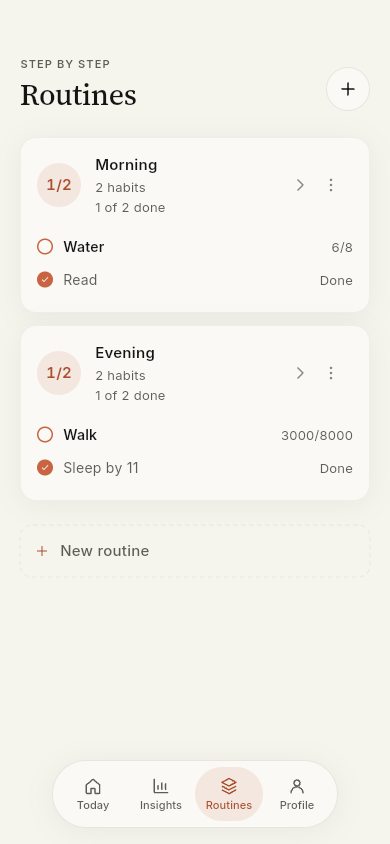 STEP BY STEP
Routines
1/2
Morning
2 habits
1 of 2 done
Water
6/8
Read
Done
1/2
Evening
2 habits
1 of 2 done
Walk
3000/8000
Sleep by 11
Done
New routine
Today
Insights
Routines
Profile